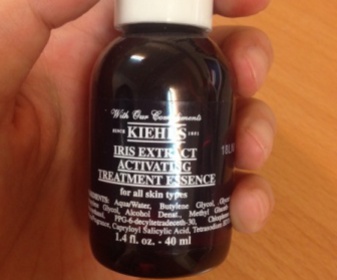 With Our Compliments
SINCE KIEHL'S 1851
IRIS EXTRACT
ACTIVATING
TREATMENT ESSENCE
for all skin types
Aqua/Water, Butylene Glycol,
Glycol, Alcohol Denat., Methyl
PPG-6-decyltetradeceth-30,
Capryloyl Salicylic Acid, Tetrasodium
1.4 fl. oz. - 40 ml